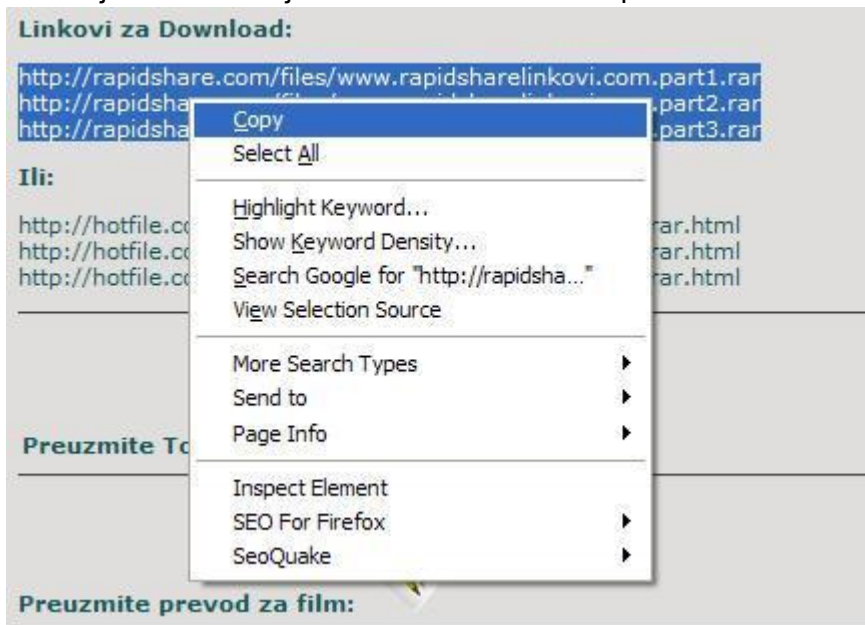 Linkovi za Download:
http://rapidshare.com/files/www.rapidsharelinkovi.com.part1.rar
http://rapidsha .part2.rar
http://rapidsha .part3.rar
Copy
Select All
Ili:
Highlight Keyword...
http://hotfile.co rar.html
Show Keyword Density...
http://hotfile.co rar.html
Search Google for "http://rapidsha..."
http://hotfile.co rar.html
View Selection Source
More Search Types
Send to
Page Info
Preuzmite To
Inspect Element
SEO For Firefox
SeoQuake
Preuzmite prevod za film: